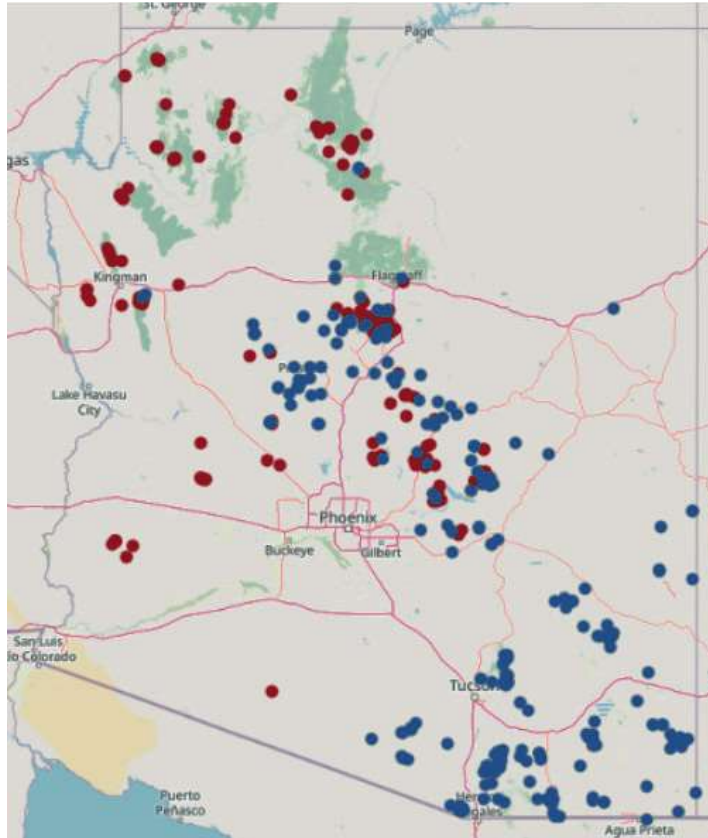 St. George
Page
gas
Kingman
Flagstaff
Lake Havasu
City
Phoenix
Buckeye
Gilbert
San Luis
Río Colorado
Tucson
Puerto
Peñasco
Agua Prieta